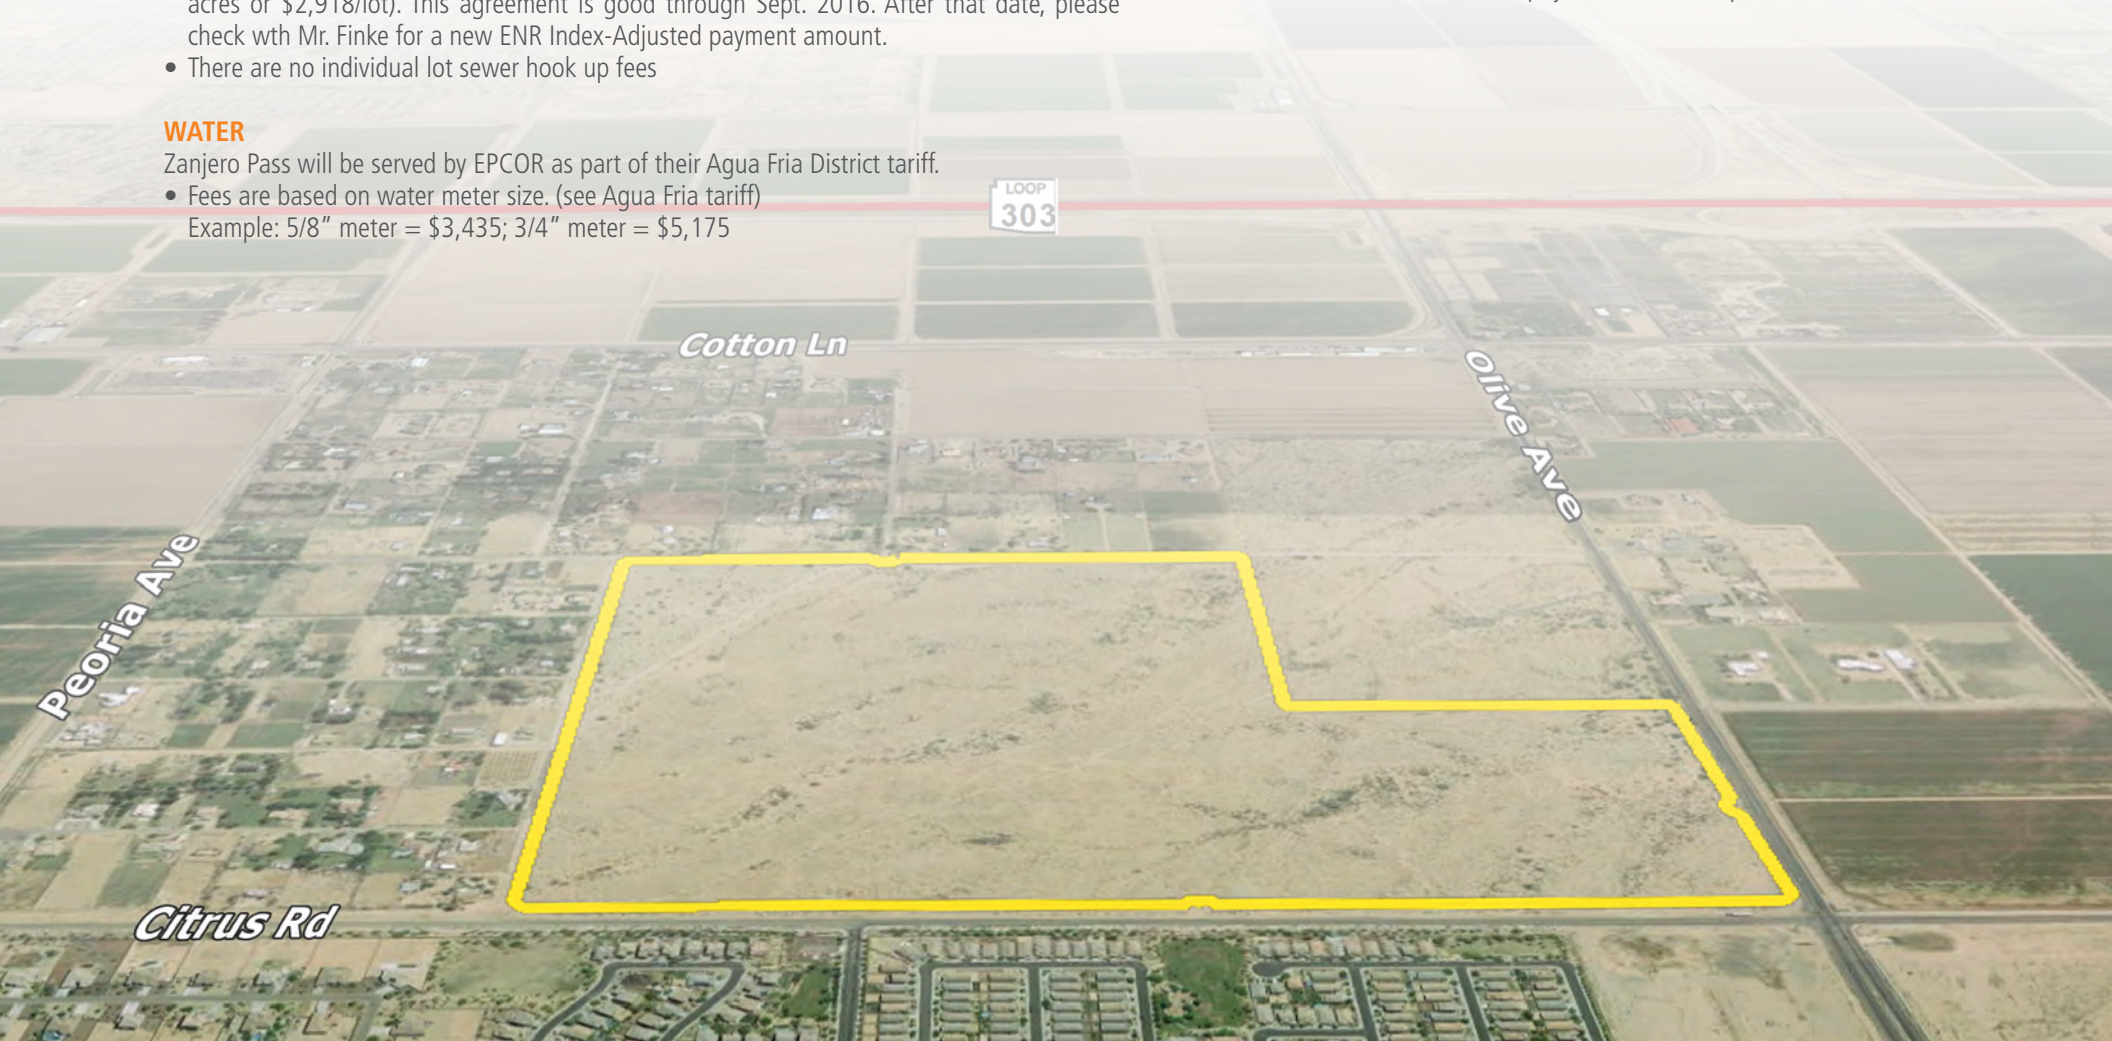 acres or $2,918/lot). This agreement is good through Sept. 2016. After that date, please
check wth Mr. Finke for a new ENR Index-Adjusted payment amount.
• There are no individual lot sewer hook up fees
WATER
Zanjero Pass will be served by EPCOR as part of their Agua Fria District tariff.
• Fees are based on water meter size. (see Agua Fria tariff)
Example: 5/8” meter = $3,435; 3/4” meter = $5,175
LOOP
303
Cotton Ln
Olive Ave
Peoria Ave
Citrus Rd